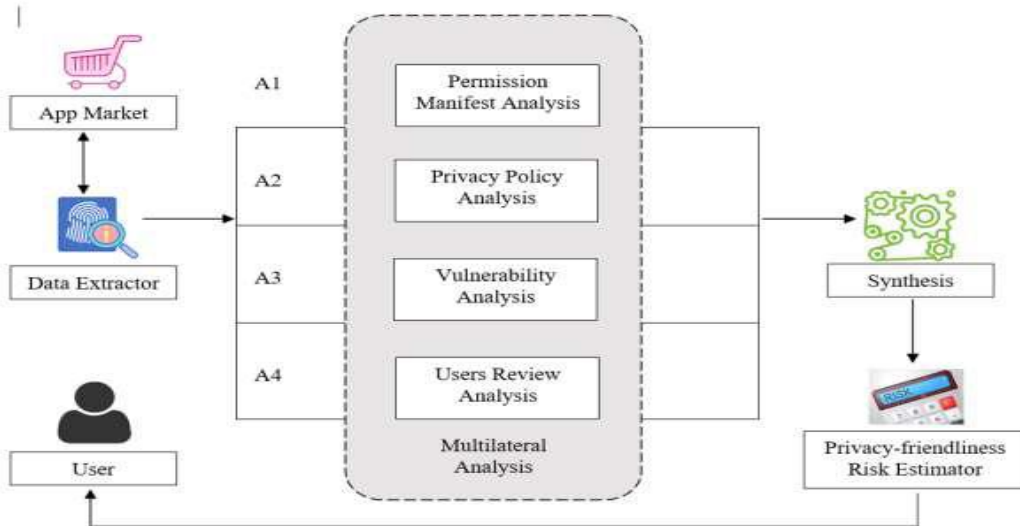 App Market
Data Extractor
User
A1
A2
A3
A4
Permission
Manifest Analysis
Privacy Policy
Analysis
Vulnerability
Analysis
Users Review
Analysis
Multilateral
Analysis
Synthesis
RISK
Privacy-friendliness
Risk Estimator